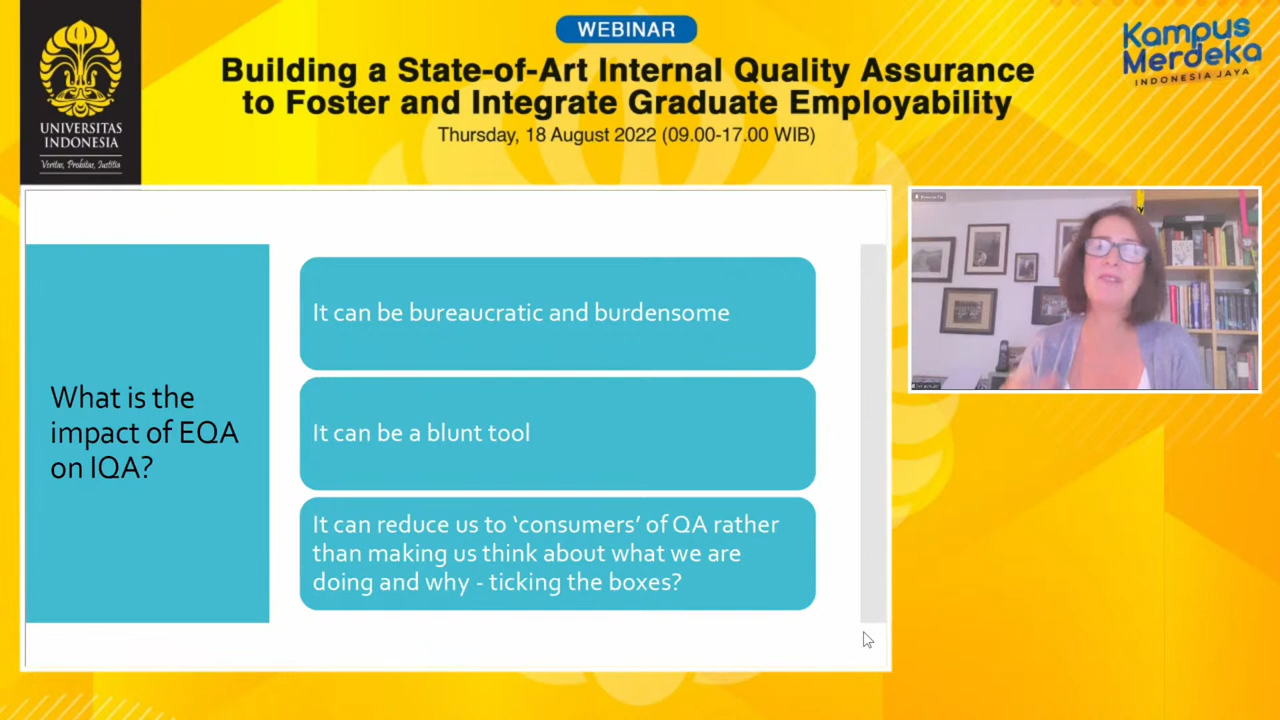 WEBINAR
Building a State-of-Art Internal Quality Assurance
to Foster and Integrate Graduate Employability
Thursday, 18 August 2022 (09.00-17.00 WIB)
UNIVERSITAS
INDONESIA
Veritas, Probitas, Justitia
Kampus
Merdeka
INDONESIA JAYA
What is the
impact of EQA
on IQA?
It can be bureaucratic and burdensome
It can be a blunt tool
It can reduce us to ‘consumers’ of QA rather
than making us think about what we are
doing and why - ticking the boxes?